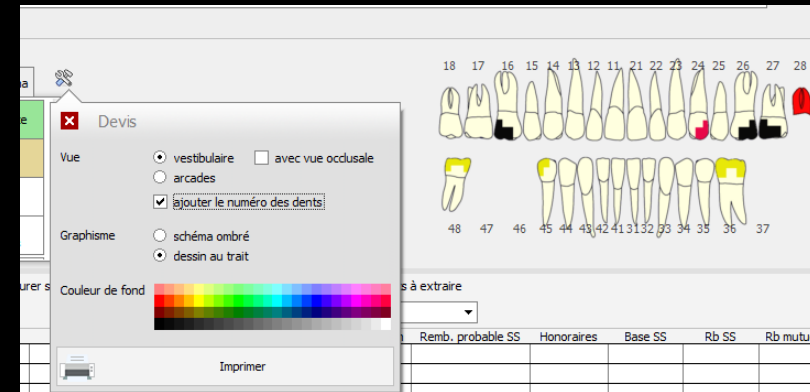 18 17 16 15 14 13 12 11 21 22 23 24 25 26 27 28
Devis
Vue
vestibulaire
avec vue occlusale
arcades
ajouter le numéro des dents
48 47 46 45 44 43 42 41 31 32 33 34 35 36 37
Graphisme
schéma ombré
dessin au trait
Couleur de fond
s à extraire
Remb. probable SS Honoraires Base SS Rb SS Rb mutu
Imprimer